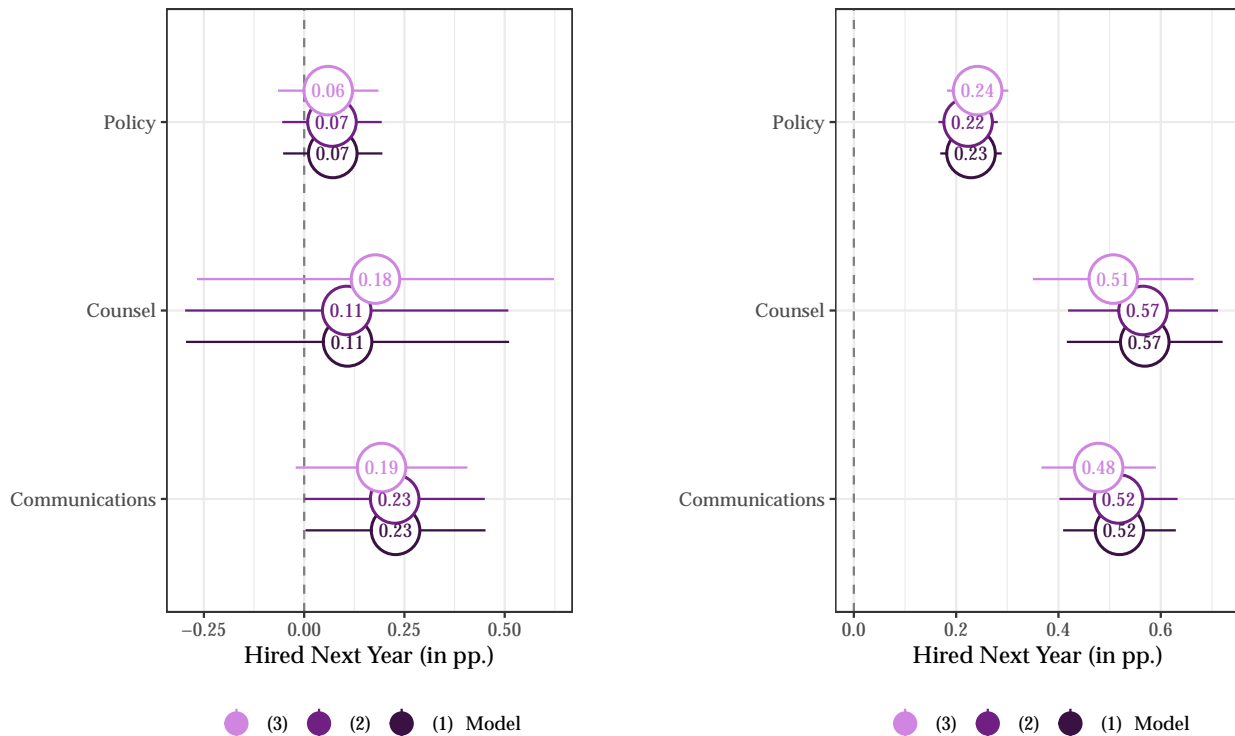 Policy
Counsel
Communications
0.06
0.07
0.07
0.18
0.11
0.11
0.19
0.23
0.23
−0.25 0.00 0.25 0.50
Hired Next Year (in pp.)
(3) (2) (1) Model
Policy
Counsel
Communications
0.24
0.22
0.23
0.51
0.57
0.57
0.48
0.52
0.52
0.0 0.2 0.4 0.6
Hired Next Year (in pp.)
(3) (2) (1) Model